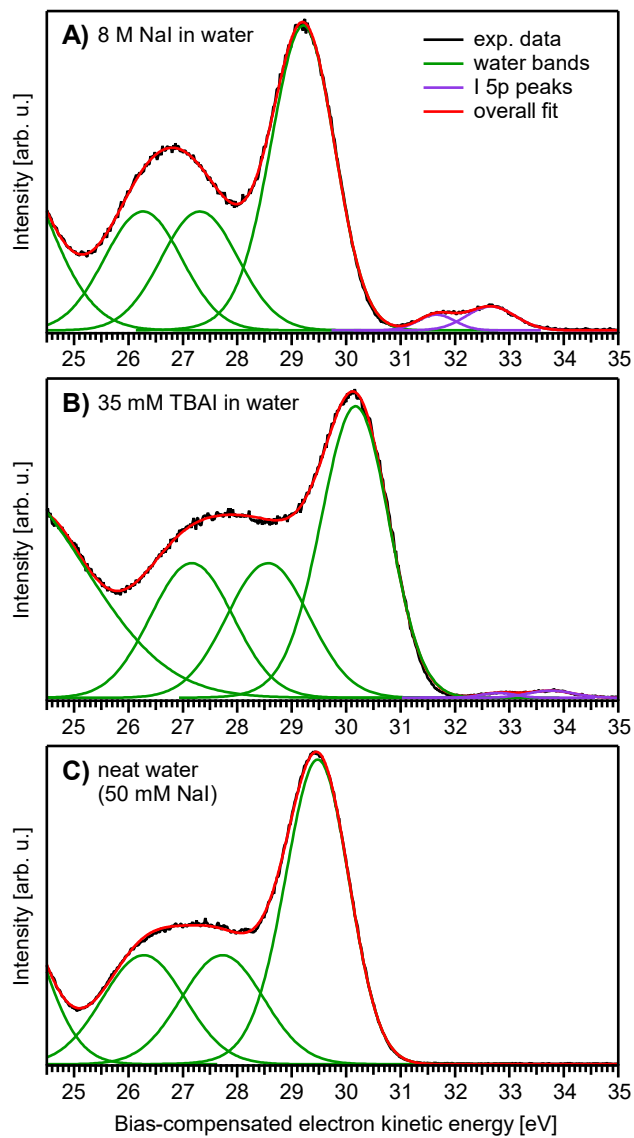 A) 8 M NaI in water
exp. data
water bands
I 5p peaks
overall fit
Intensity [arb. u.]
25 26 27 28 29 30 31 32 33 34 35
B) 35 mM TBAI in water
Intensity [arb. u.]
25 26 27 28 29 30 31 32 33 34 35
C) neat water
(50 mM NaI)
Intensity [arb. u.]
25 26 27 28 29 30 31 32 33 34 35
Bias-compensated electron kinetic energy [eV]